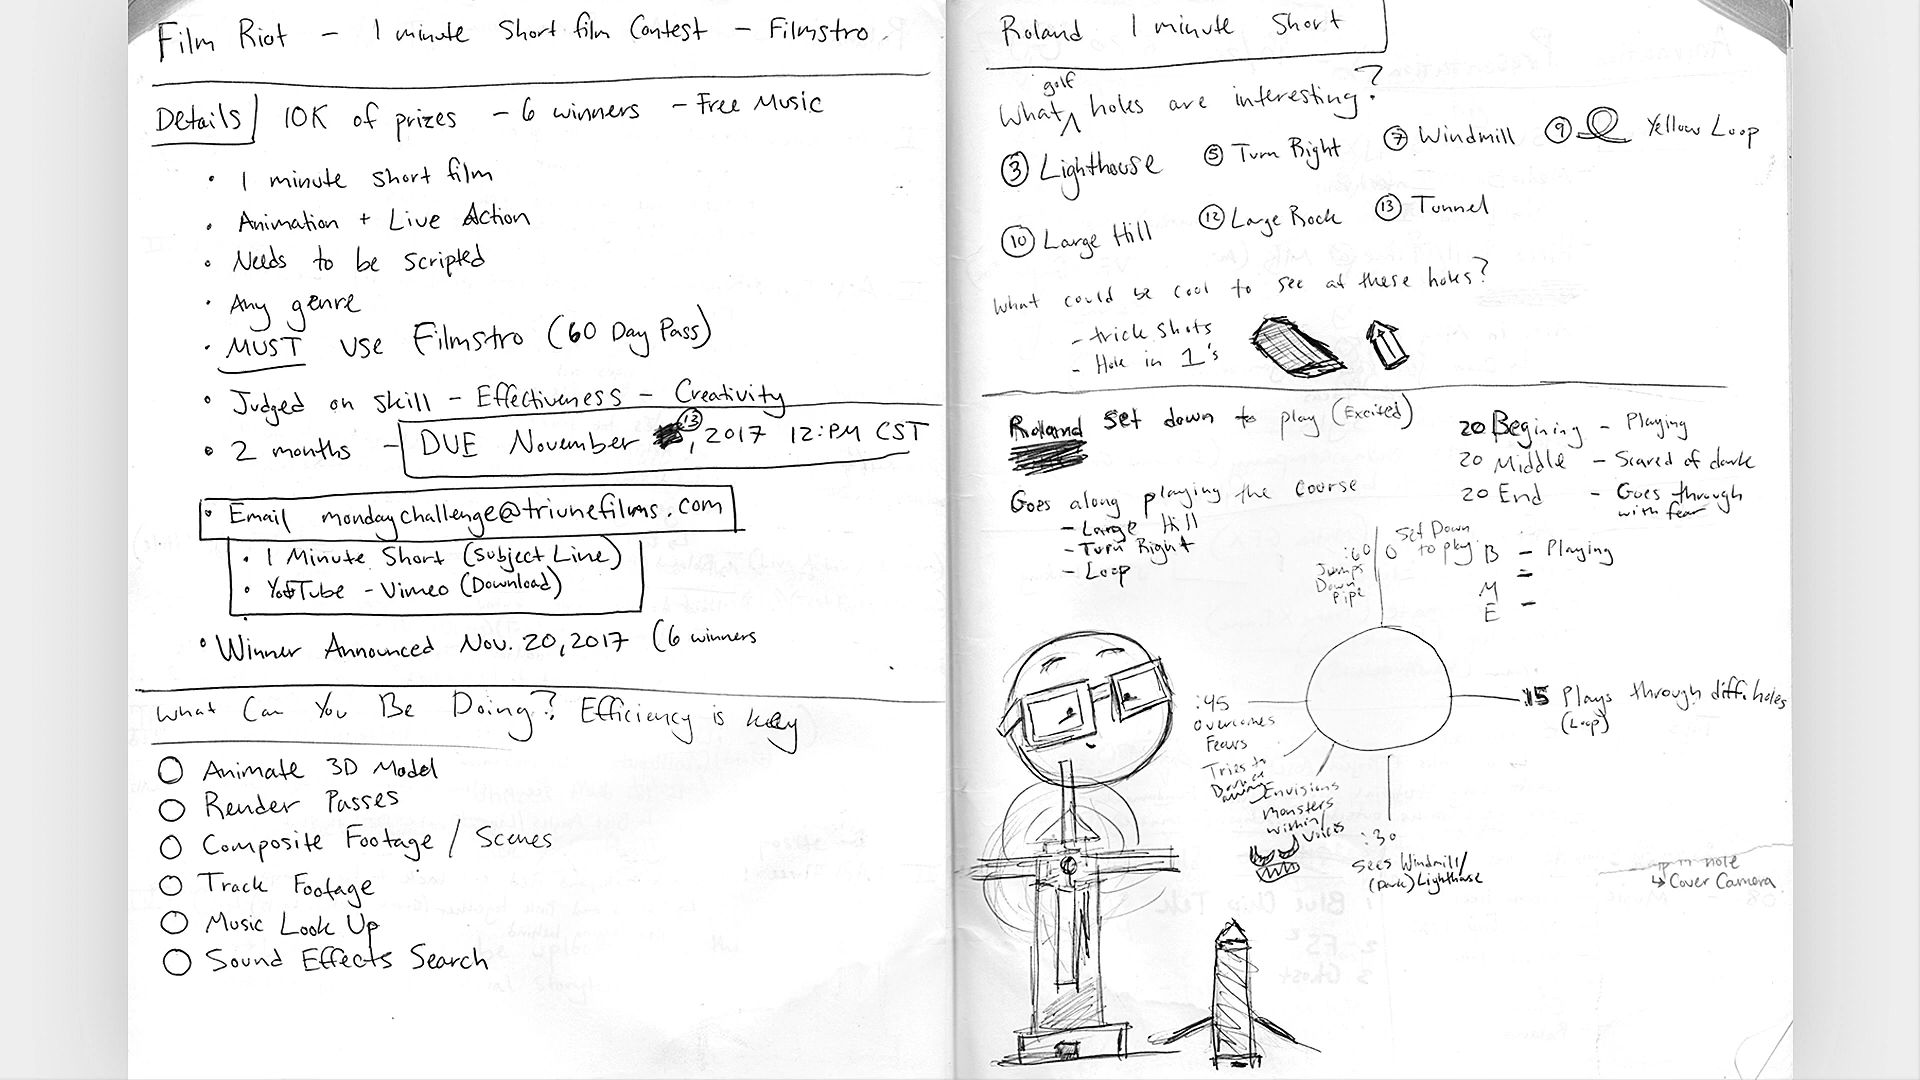 Film Riot - 1 minute short film Contest - Filmstro
Details 10K of prizes - 6 winners - Free Music
• 1 minute short film
• Animation + Live Action
• Needs to be scripted
• Any genre
• MUST use Filmstro (60 Day Pass)
• Judged on skill - Effectiveness - Creativity
• 2 months - DUE November 13, 2017 12:PM CST
• Email mondaychallenge@triunefilms.com
• 1 Minute Short (Subject Line)
• YouTube - Vimeo (Download)
• Winner Announced Nov. 20, 2017 (6 winners
What Can You Be Doing? Efficiency is key
Animate 3D Model
Render Passes
Composite Footage / Scenes
Track Footage
Music Look Up
Sound Effects Search
Roland 1 minute Short
What golf holes are interesting?
3 Lighthouse 5 Turn Right 7 Windmill 9 Yellow Loop
10 Large Hill 12 Large Rock 13 Tunnel
What could be cool to see at these holes?
- trick shots
- Hole in 1's
Roland set down to play (Excited)
Goes along playing the course
- Large Hill
- Turn Right
- Loop
20 Begining - Playing
20 Middle - Scared of dark
20 End - Goes through
with fear
:60 0 Set Down
to play
Jumps
Down
Pipe
B - Playing
M -
E -
15 Plays through diff. holes
(Loop)
:30
Sees Windmill/
(Dark) Lighthouse
Envisions
monsters
within/
voices
Tries to
away
:45
overcomes
Fears
hole
↳ Cover Camera